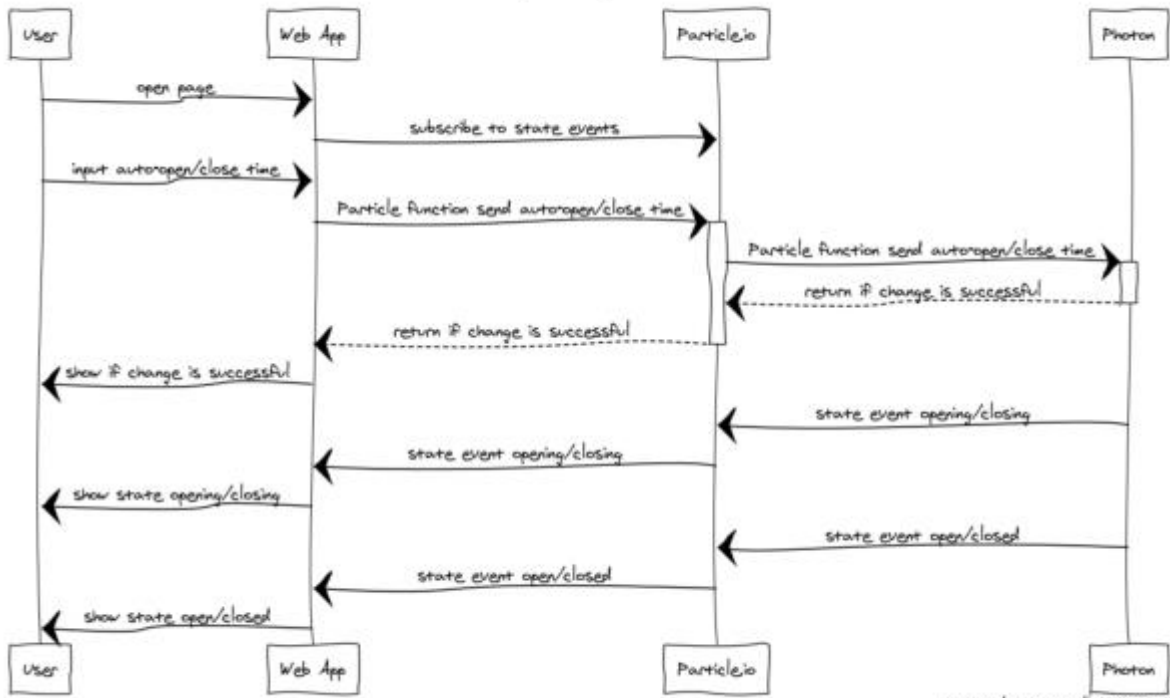 User
Web App
Particle.io
Photon
open page
subscribe to state events
input auto-open/close time
Particle function send auto-open/close time
Particle function send auto-open/close time
return if change is successful
return if change is successful
show if change is successful
state event opening/closing
state event opening/closing
show state opening/closing
state event open/closed
state event open/closed
show state open/closed
User
Web App
Particle.io
Photon